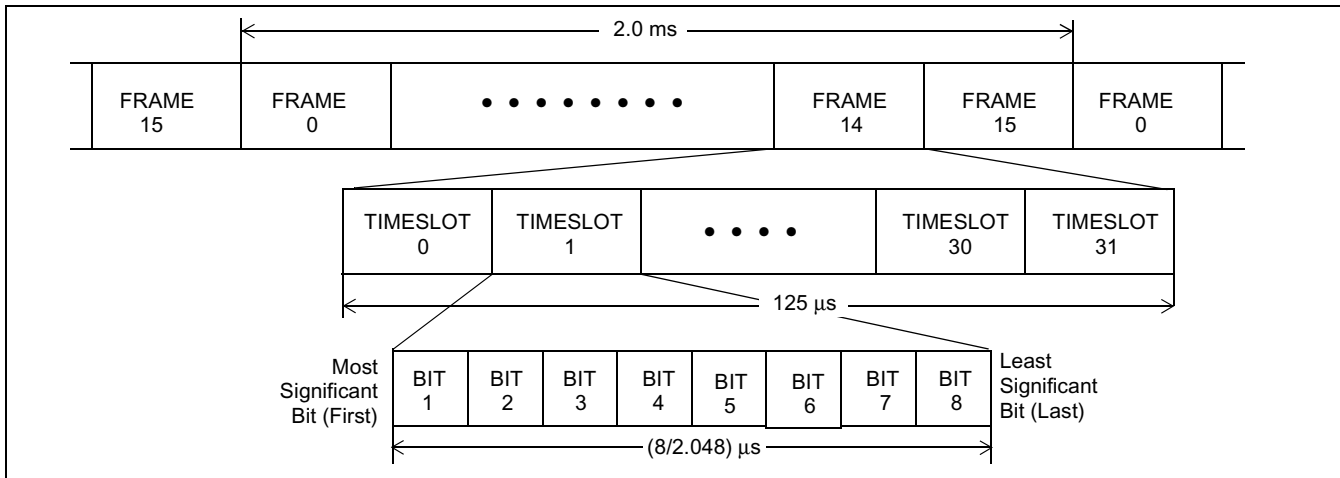 2.0 ms
FRAME
15
FRAME
0
FRAME
14
FRAME
15
FRAME
0
TIMESLOT
0
TIMESLOT
1
TIMESLOT
30
TIMESLOT
31
125 μs
Most
Significant
Bit (First)
BIT
1
BIT
2
BIT
3
BIT
4
BIT
5
BIT
6
BIT
7
BIT
8
Least
Significant
Bit (Last)
(8/2.048) μs